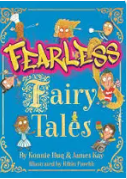 FEARLESS
Fairy
TALES
By Konnie Huq & James Kay
Illustrated by Rikin Parekh